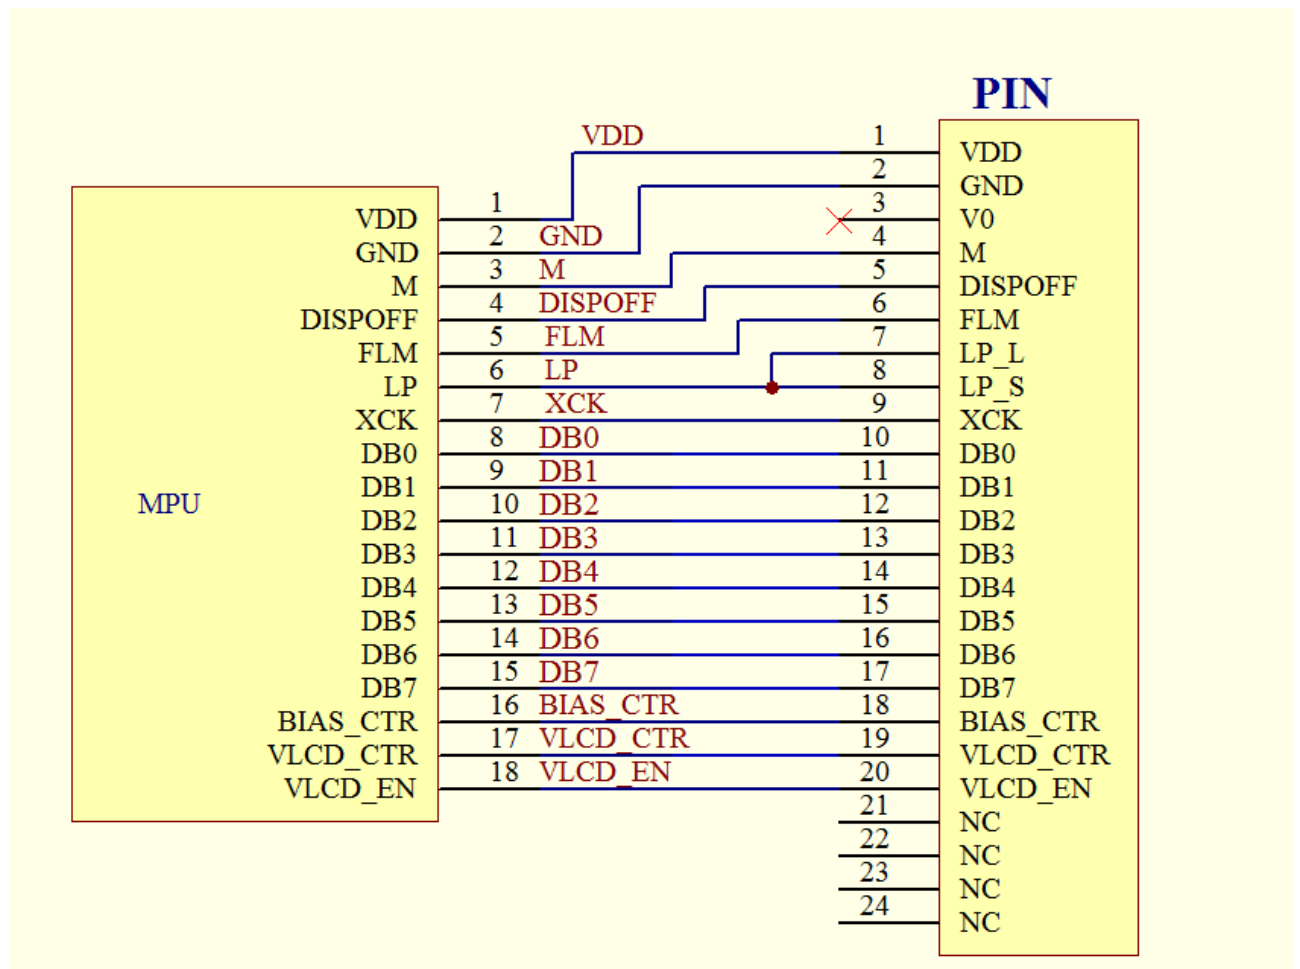 PIN
VDD 1 VDD
2 GND
1 3 V0
VDD
2 GND 4 M
GND
3 M 5 DISPOFF
M
4 DISPOFF 6 FLM
DISPOFF
5 FLM 7 LP_L
FLM
6 LP 8 LP_S
LP
7 XCK 9 XCK
XCK
8 DB0 10 DB0
DB0
9 DB1 11 DB1
DB1
MPU
10 DB2 12 DB2
DB2
11 DB3 13 DB3
DB3
12 DB4 14 DB4
DB4
13 DB5 15 DB5
DB5
14 DB6 16 DB6
DB6
15 DB7 17 DB7
DB7
16 BIAS_CTR 18 BIAS_CTR
BIAS_CTR
17 VLCD_CTR 19 VLCD_CTR
VLCD_CTR
18 VLCD_EN 20 VLCD_EN
VLCD_EN
21 NC
22 NC
23 NC
24 NC